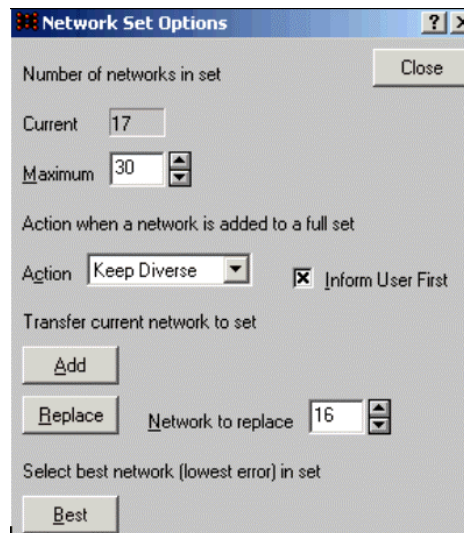 Network Set Options
Close
Number of networks in set
Current 17
Maximum 30
Action when a network is added to a full set
Action Keep Diverse Inform User First
Transfer current network to set
Add
Replace Network to replace 16
Select best network (lowest error) in set
Best